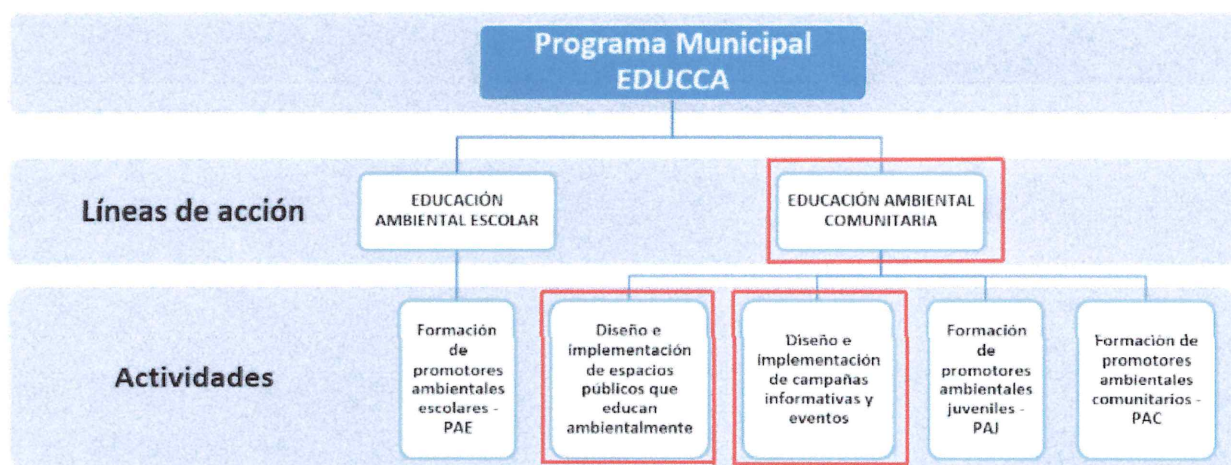 Programa Municipal
EDUCCA
Líneas de acción
EDUCACIÓN
AMBIENTAL ESCOLAR
EDUCACIÓN AMBIENTAL
COMUNITARIA
Actividades
Formación
de
promotores
ambientales
escolares -
PAE
Diseño e
implementación
de espacios
públicos que
educan
ambientalmente
Diseño e
implementación
de campañas
informativas y
eventos
Formación
de
promotores
ambientales
juveniles -
PAJ
Formación de
promotores
ambientales
comunitarios -
PAC